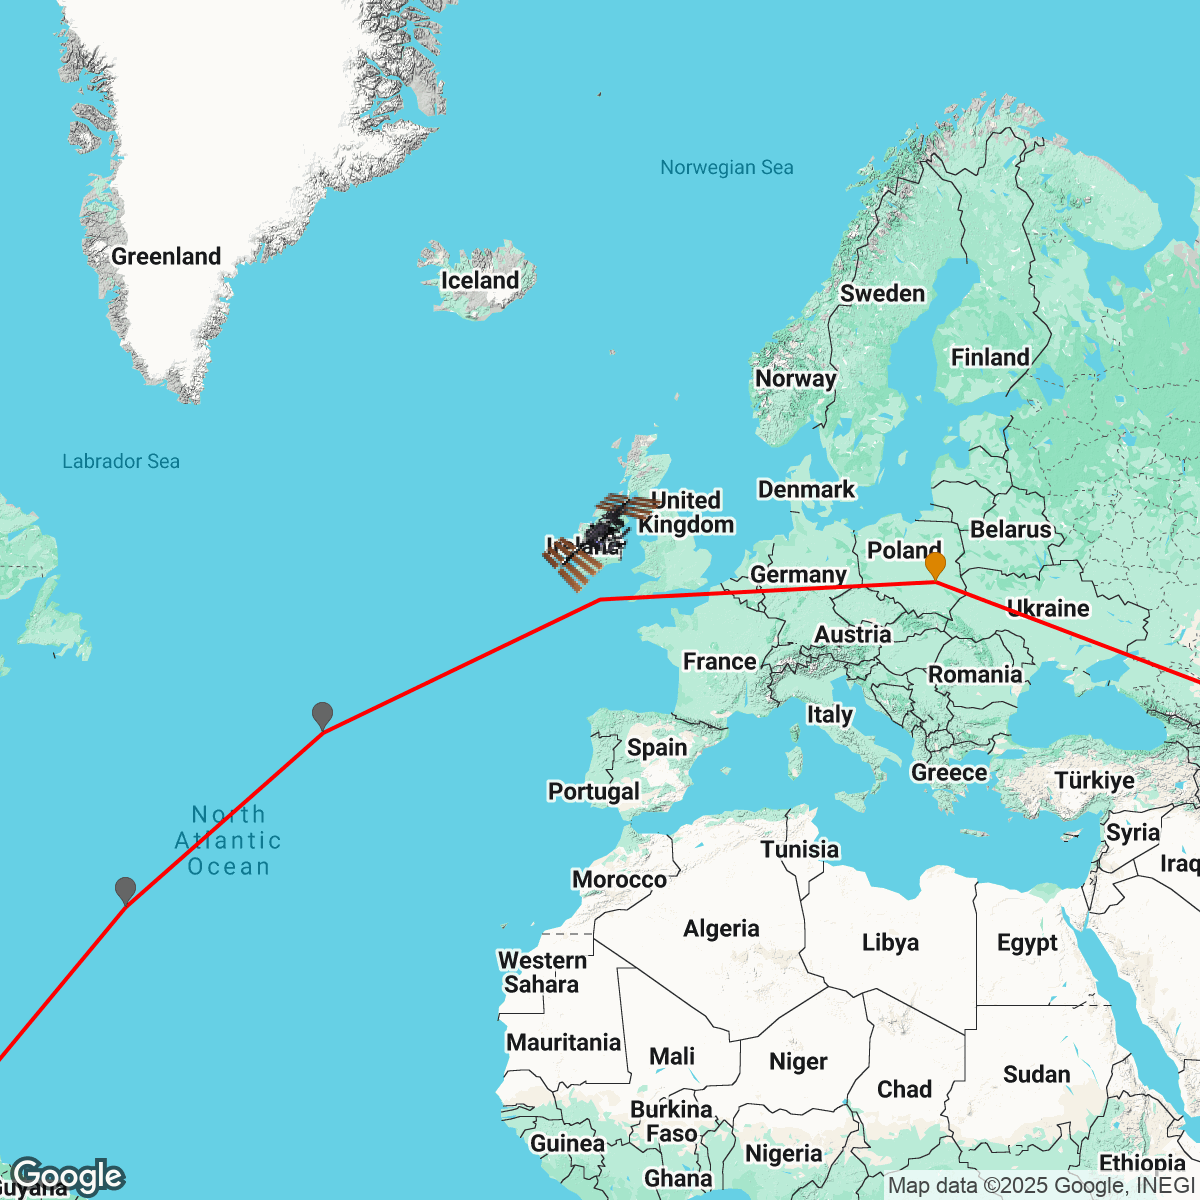 Norwegian Sea
Greenland
Iceland
Sweden
Finland
Norway
Labrador Sea
Denmark
United
Kingdom
Belarus
Ireland
Poland
Germany
Ukraine
Austria
France
Romania
Italy
Spain
Greece
Türkiye
Portugal
North
Atlantic
Ocean
Syria
Tunisia
Iraq
Morocco
Algeria
Libya
Egypt
Western
Sahara
Mauritania
Mali
Niger
Chad
Sudan
Burkina
Faso
Guinea
Nigeria
Ethiopia
Ghana
Google
Guyana
Map data ©2025 Google, INEGI